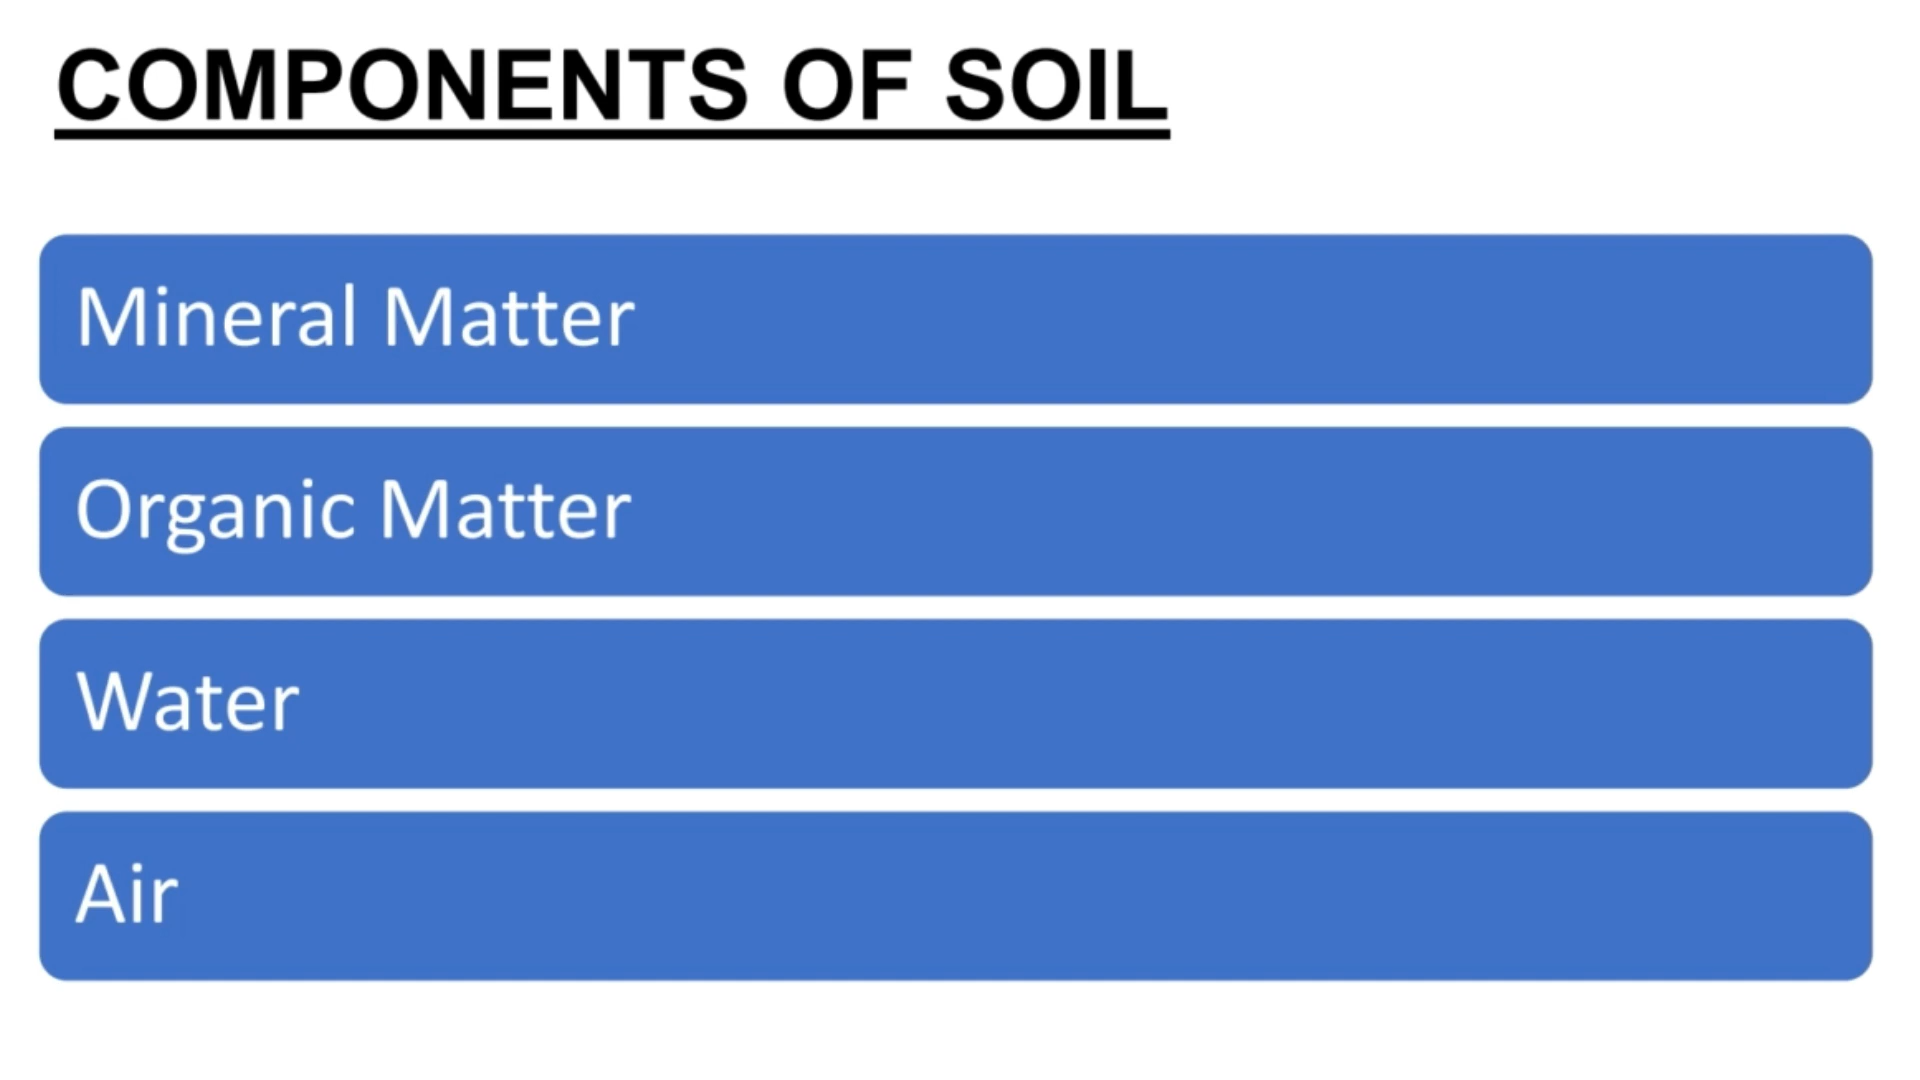 COMPONENTS OF SOIL
Mineral Matter
Organic Matter
Water
Air